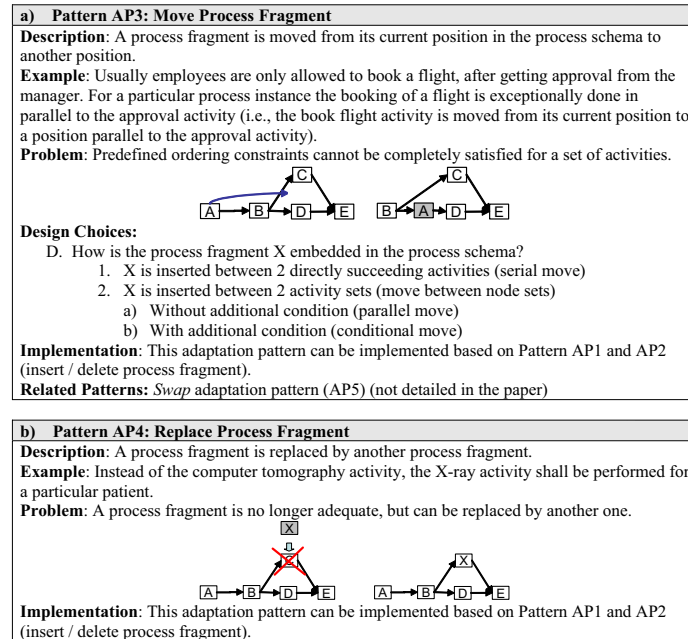 a) Pattern AP3: Move Process Fragment
Description: A process fragment is moved from its current position in the process schema to
another position.
Example: Usually employees are only allowed to book a flight, after getting approval from the
manager. For a particular process instance the booking of a flight is exceptionally done in
parallel to the approval activity (i.e., the book flight activity is moved from its current position to
a position parallel to the approval activity).
Problem: Predefined ordering constraints cannot be completely satisfied for a set of activities.
C C
A B D E B A D E
Design Choices:
D. How is the process fragment X embedded in the process schema?
1. X is inserted between 2 directly succeeding activities (serial move)
2. X is inserted between 2 activity sets (move between node sets)
a) Without additional condition (parallel move)
b) With additional condition (conditional move)
Implementation: This adaptation pattern can be implemented based on Pattern AP1 and AP2
(insert / delete process fragment).
Related Patterns: Swap adaptation pattern (AP5) (not detailed in the paper)
b) Pattern AP4: Replace Process Fragment
Description: A process fragment is replaced by another process fragment.
Example: Instead of the computer tomography activity, the X-ray activity shall be performed for
a particular patient.
Problem: A process fragment is no longer adequate, but can be replaced by another one.
X
C X
A B D E A B D E
Implementation: This adaptation pattern can be implemented based on Pattern AP1 and AP2
(insert / delete process fragment).